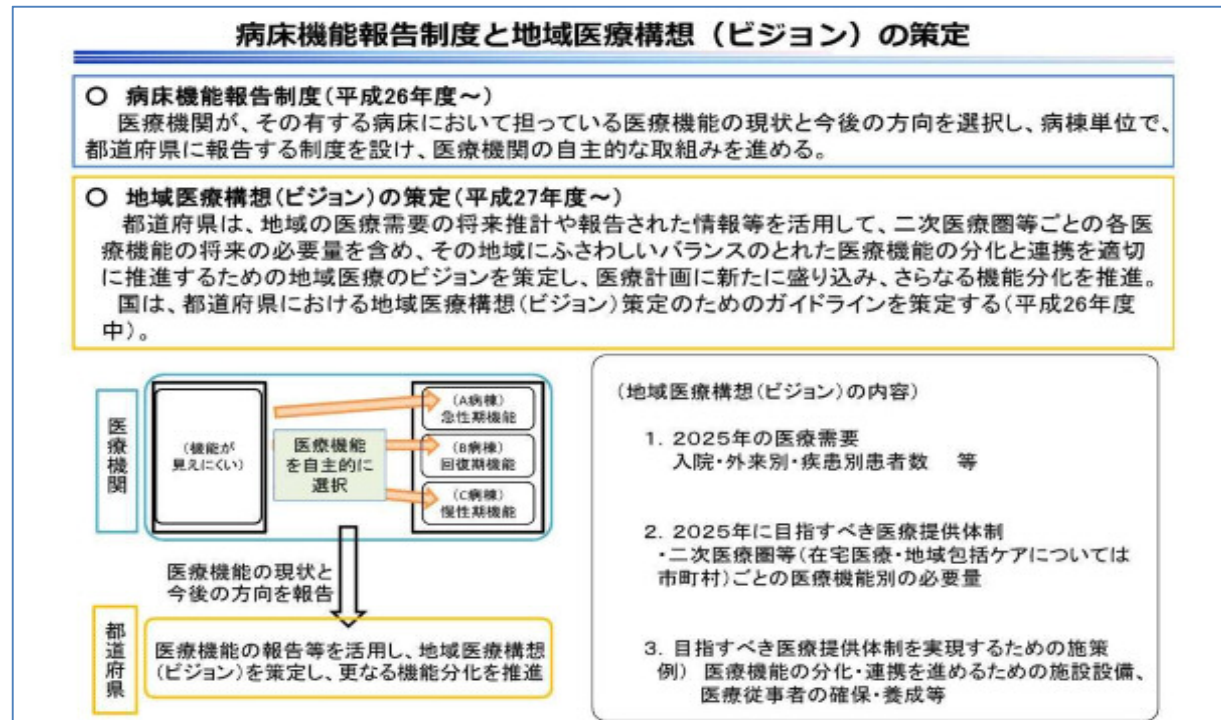 病床機能報告制度と地域医療構想（ビジョン）の策定
○ 病床機能報告制度（平成26年度～）
医療機関が、その有する病床において担っている医療機能の現状と今後の方向を選択し、病棟単位で、
都道府県に報告する制度を設け、医療機関の自主的な取組みを進める。
○ 地域医療構想（ビジョン）の策定（平成27年度～）
都道府県は、地域の医療需要の将来推計や報告された情報等を活用して、二次医療圏等ごとの各医
療機能の将来の必要量を含め、その地域にふさわしいバランスのとれた医療機能の分化と連携を適切
に推進するための地域医療のビジョンを策定し、医療計画に新たに盛り込み、さらなる機能分化を推進。
国は、都道府県における地域医療構想（ビジョン）策定のためのガイドラインを策定する（平成26年度
中）。
医療機関
（機能が
見えにくい）
医療機能
を自主的に
選択
（A病棟）
急性期機能
（B病棟）
回復期機能
（C病棟）
慢性期機能
医療機能の現状と
今後の方向を報告
都道府県
医療機能の報告等を活用し、地域医療構想
（ビジョン）を策定し、更なる機能分化を推進
（地域医療構想（ビジョン）の内容）
1．2025年の医療需要
入院・外来別・疾患別患者数 等
2．2025年に目指すべき医療提供体制
・二次医療圏等（在宅医療・地域包括ケアについては
市町村）ごとの医療機能別の必要量
3．目指すべき医療提供体制を実現するための施策
例） 医療機能の分化・連携を進めるための施設設備、
医療従事者の確保・養成等